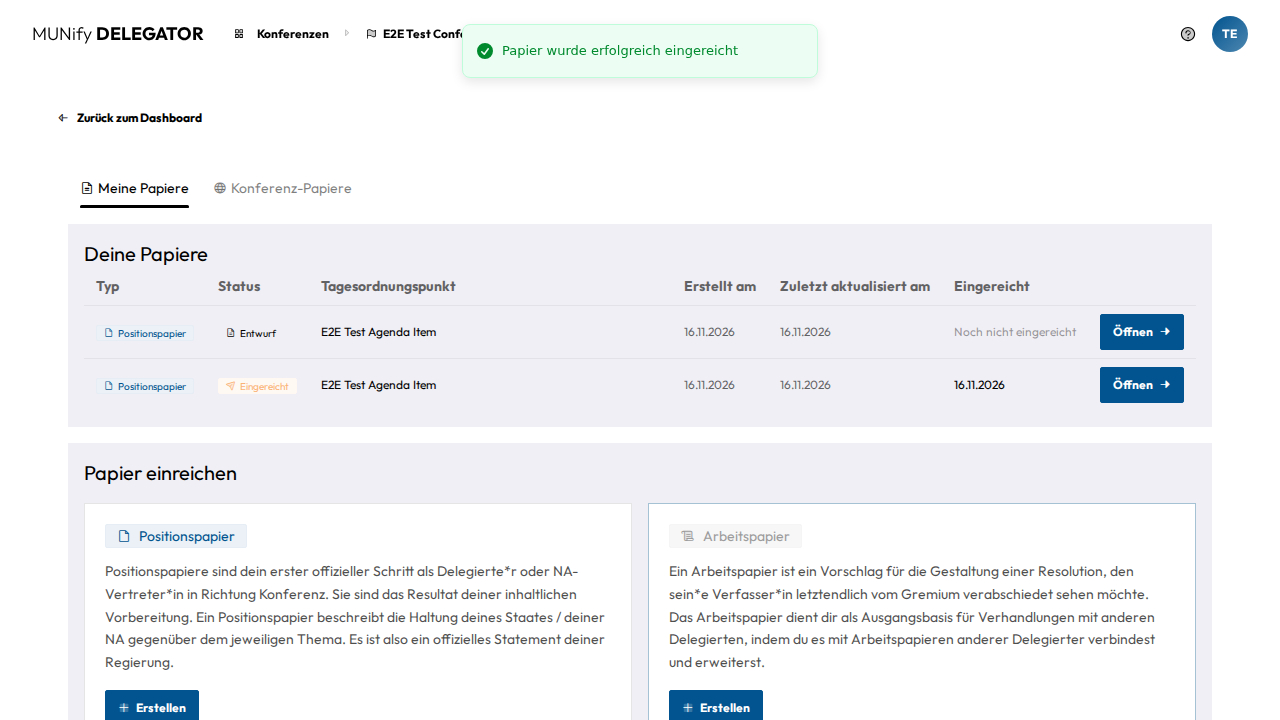 MUNify DELEGATOR
Konferenzen
E2E Test Confe
Papier wurde erfolgreich eingereicht
TE
Zurück zum Dashboard
Meine Papiere
Konferenz-Papiere
Deine Papiere
Typ Status Tagesordnungspunkt Erstellt am Zuletzt aktualisiert am Eingereicht
Positionspapier Entwurf E2E Test Agenda Item 16.11.2026 16.11.2026 Noch nicht eingereicht Öffnen
Positionspapier Eingereicht E2E Test Agenda Item 16.11.2026 16.11.2026 16.11.2026 Öffnen
Papier einreichen
Positionspapier
Positionspapiere sind dein erster offizieller Schritt als Delegierte*r oder NA-
Vertreter*in in Richtung Konferenz. Sie sind das Resultat deiner inhaltlichen
Vorbereitung. Ein Positionspapier beschreibt die Haltung deines Staates / deiner
NA gegenüber dem jeweiligen Thema. Es ist also ein offizielles Statement deiner
Regierung.
Erstellen
Arbeitspapier
Ein Arbeitspapier ist ein Vorschlag für die Gestaltung einer Resolution, den
sein*e Verfasser*in letztendlich vom Gremium verabschiedet sehen möchte.
Das Arbeitspapier dient dir als Ausgangsbasis für Verhandlungen mit anderen
Delegierten, indem du es mit Arbeitspapieren anderer Delegierter verbindest
und erweiterst.
Erstellen